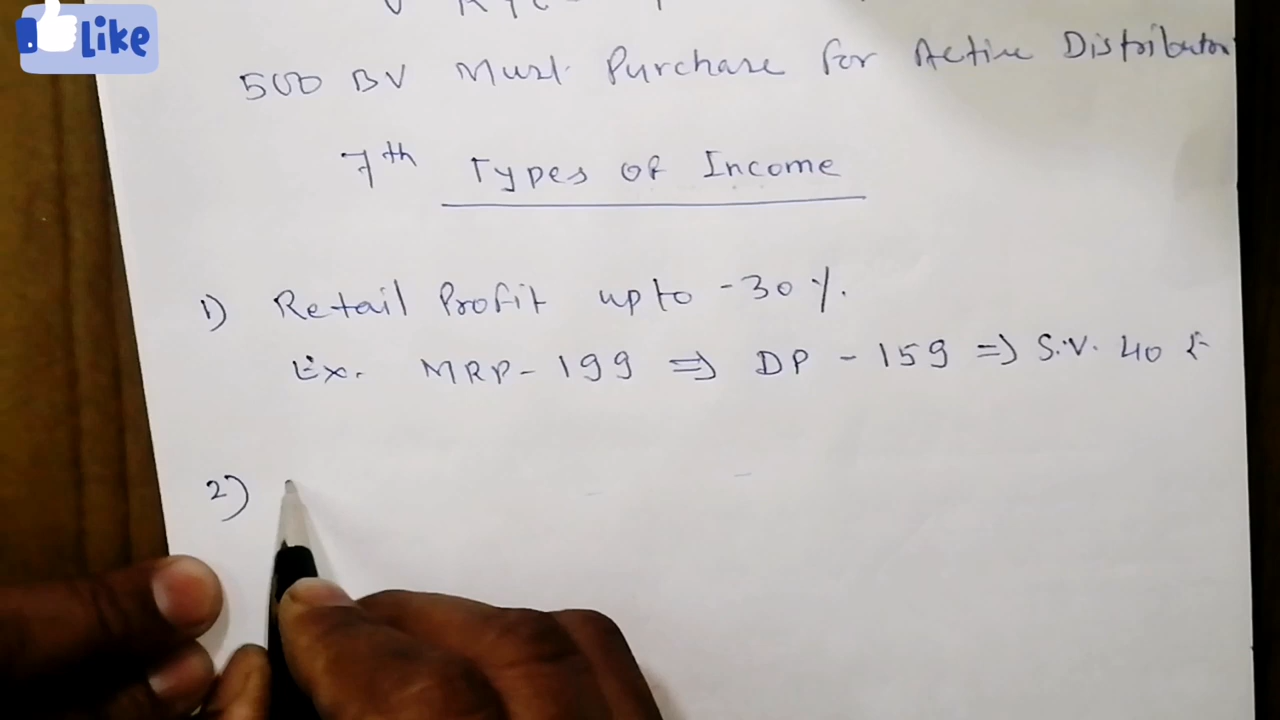 Like
500 BV Must Purchase for Active Distributor
7th Types of Income
1) Retail Profit upto -30%.
Ex. MRP - 199 => DP - 159 => S.V. 40
2)